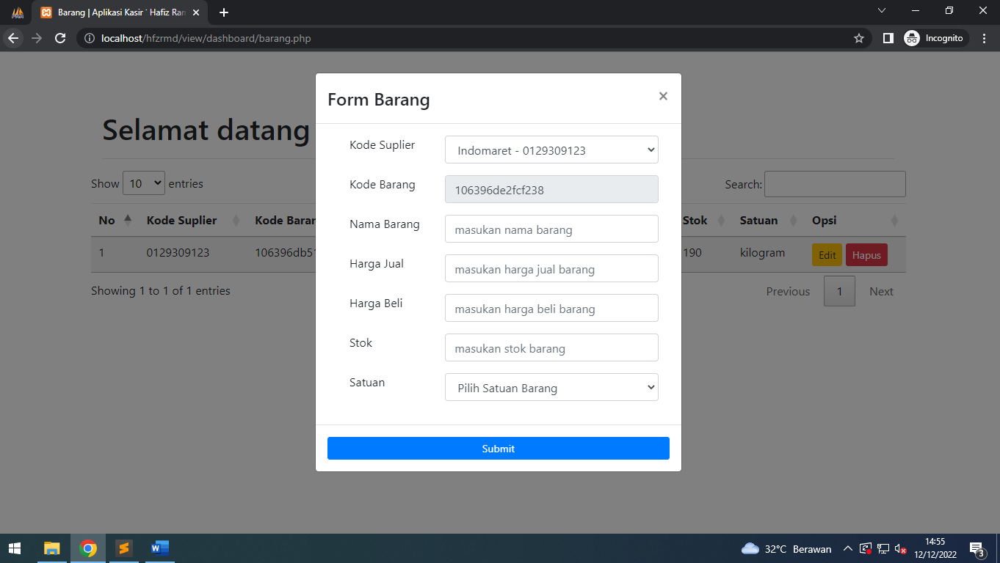 Barang | Aplikasi Kasir ~ Hafiz Ram
localhost/hfzrmd/view/dashboard/barang.php
Incognito
Form Barang
×
Selamat datang
Kode Suplier
Indomaret - 0129309123
Show 10 entries
Search:
Kode Barang
106396de2fcf238
No Kode Suplier Kode Baran
Stok Satuan Opsi
Nama Barang
masukan nama barang
1 0129309123 106396db51
190 kilogram Edit Hapus
Harga Jual
masukan harga jual barang
Showing 1 to 1 of 1 entries
Previous 1 Next
Harga Beli
masukan harga beli barang
Stok
masukan stok barang
Satuan
Pilih Satuan Barang
Submit
32°C Berawan
14:55
12/12/2022
3